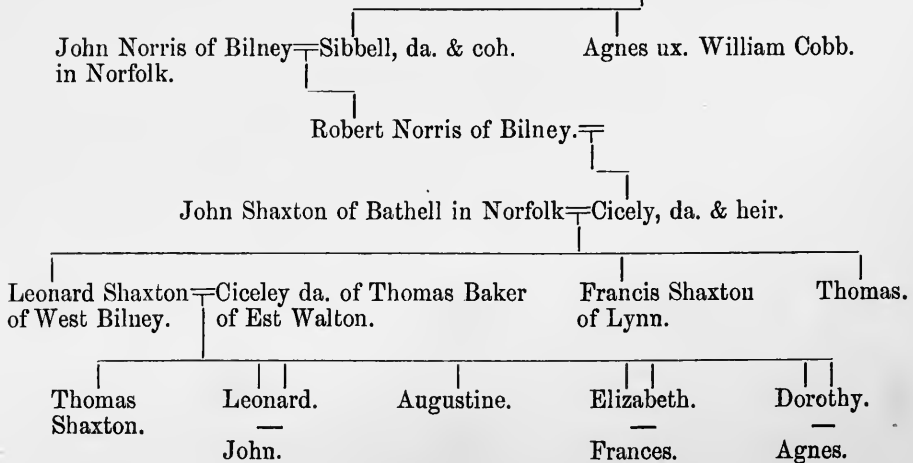 John Norris of Bilney Sibbell, da. & coh. Agnes ux. William Cobb.
in Norfolk.
Robert Norris of Bilney.
John Shaxton of Bathell in Norfolk Cicely, da. & heir.
Leonard Shaxton Ciceley da. of Thomas Baker Francis Shaxton Thomas.
of West Bilney. of Est Walton. of Lynn.
Thomas Leonard. Augustine. Elizabeth. Dorothy.
Shaxton. — — —
John. Frances. Agnes.